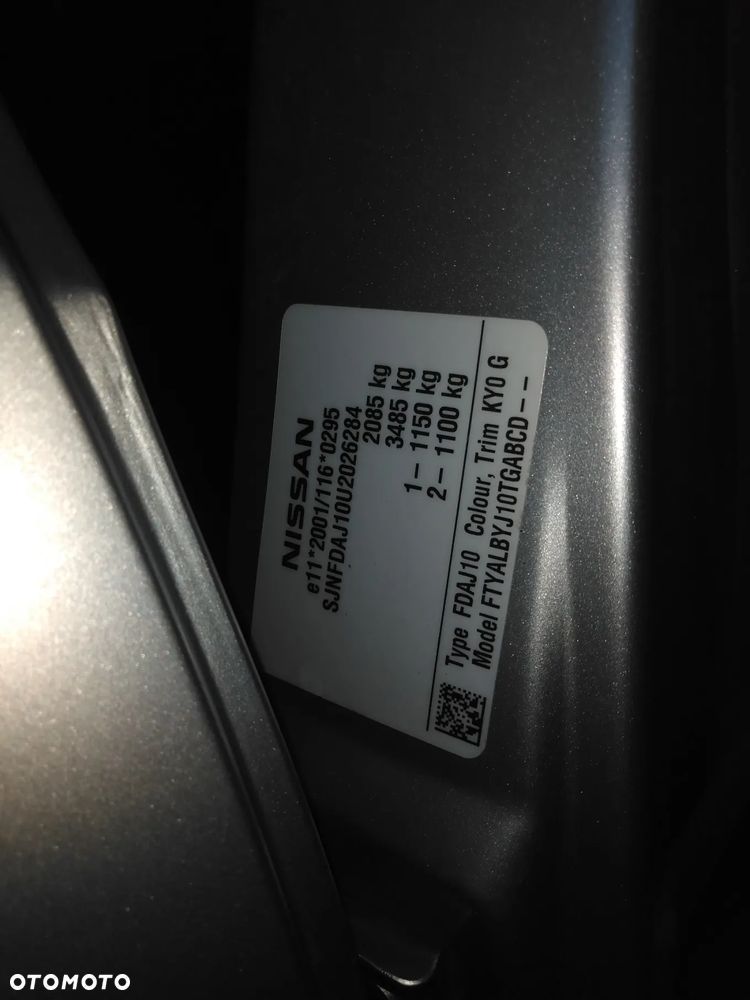 NISSAN
e11*2001/116*0295
SJNFDAJ10U2026284
2085 kg
3485 kg
1– 1150 kg
2– 1100 kg
Type FDAJ10 Colour, Trim KY0 G
Model FTYALBYJ10TGABCD – –
OTOMOTO